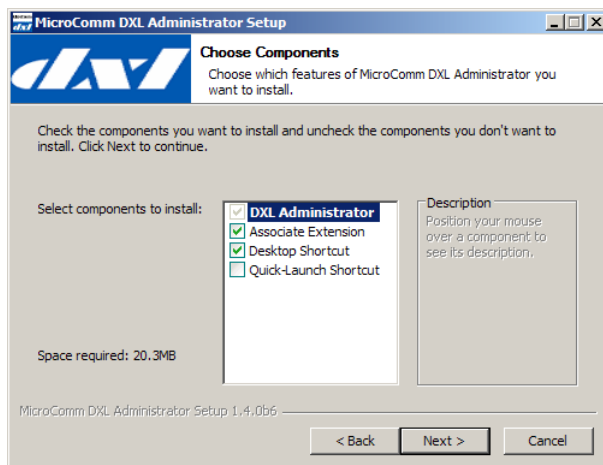 MicroComm DXL Administrator Setup
dxl
Choose Components
Choose which features of MicroComm DXL Administrator you
want to install.
Check the components you want to install and uncheck the components you don't want to
install. Click Next to continue.
Select components to install:
DXL Administrator
Associate Extension
Desktop Shortcut
Quick-Launch Shortcut
Description
Position your mouse
over a component to
see its description.
Space required: 20.3MB
MicroComm DXL Administrator Setup 1.4.0b6
< Back
Next >
Cancel